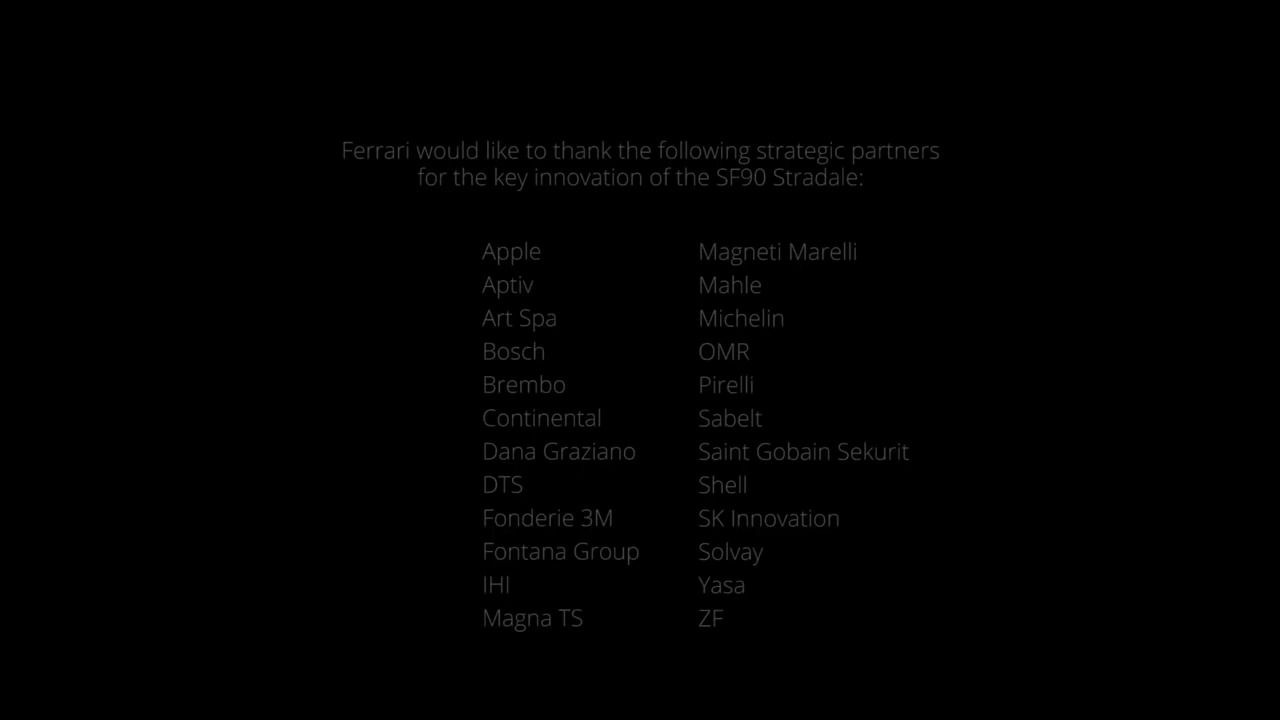 Ferrari would like to thank the following strategic partners
for the key innovation of the SF90 Stradale:
Apple
Aptiv
Art Spa
Bosch
Brembo
Continental
Dana Graziano
DTS
Fonderie 3M
Fontana Group
IHI
Magna TS
Magneti Marelli
Mahle
Michelin
OMR
Pirelli
Sabelt
Saint Gobain Sekurit
Shell
SK Innovation
Solvay
Yasa
ZF